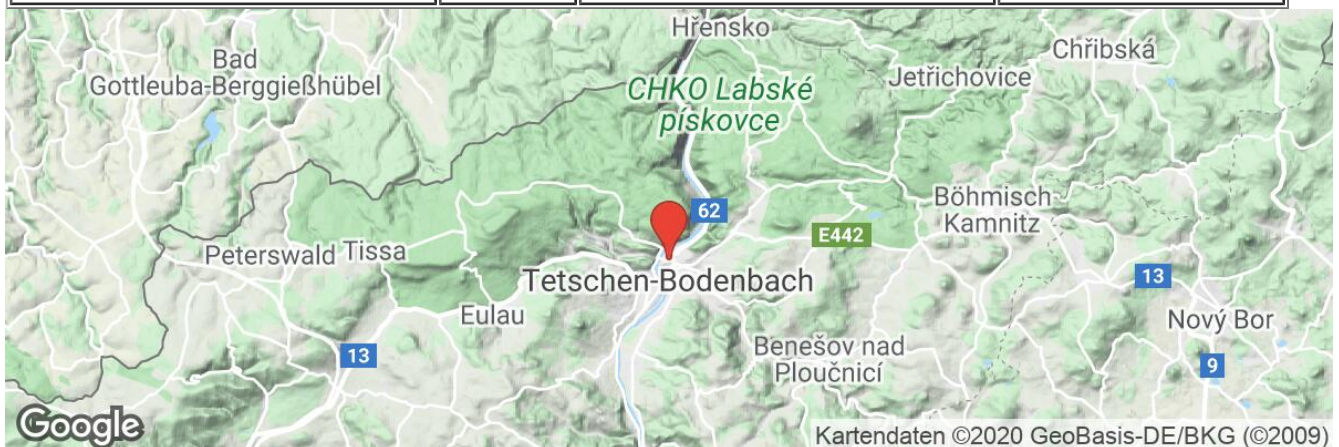 Hřensko
Bad
Gottleuba-Berggießhübel
Chřibská
Jetřichovice
CHKO Labské
pískovce
Böhmisch
Kamnitz
62
E442
Peterswald
Tissa
Tetschen-Bodenbach
13
Eulau
Nový Bor
Benešov nad
Ploučnicí
13
9
Google
Kartendaten ©2020 GeoBasis-DE/BKG (©2009)